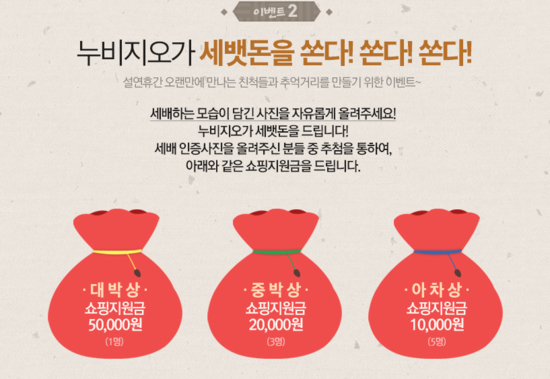 이벤트 2
누비지오가 세뱃돈을 쏜다! 쏜다! 쏜다!
설연휴간 오랜만에 만나는 친척들과 추억거리를 만들기 위한 이벤트~
세배하는 모습이 담긴 사진을 자유롭게 올려주세요!
누비지오가 세뱃돈을 드립니다!
세배 인증사진을 올려주신 분들 중 추첨을 통하여,
아래와 같은 쇼핑지원금을 드립니다.
· 대박상 ·
쇼핑지원금
50,000원
(1명)
· 중박상 ·
쇼핑지원금
20,000원
(3명)
· 아차상 ·
쇼핑지원금
10,000원
(5명)